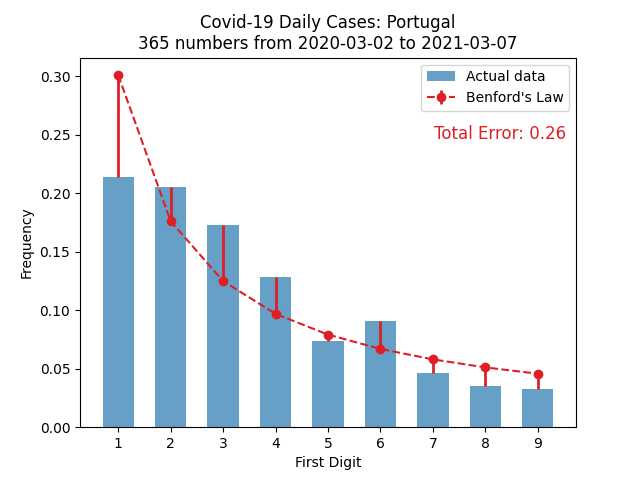 Covid-19 Daily Cases: Portugal
365 numbers from 2020-03-02 to 2021-03-07
Actual data
Benford's Law
Total Error: 0.26
Frequency
0.30
0.25
0.20
0.15
0.10
0.05
0.00
1 2 3 4 5 6 7 8 9
First Digit